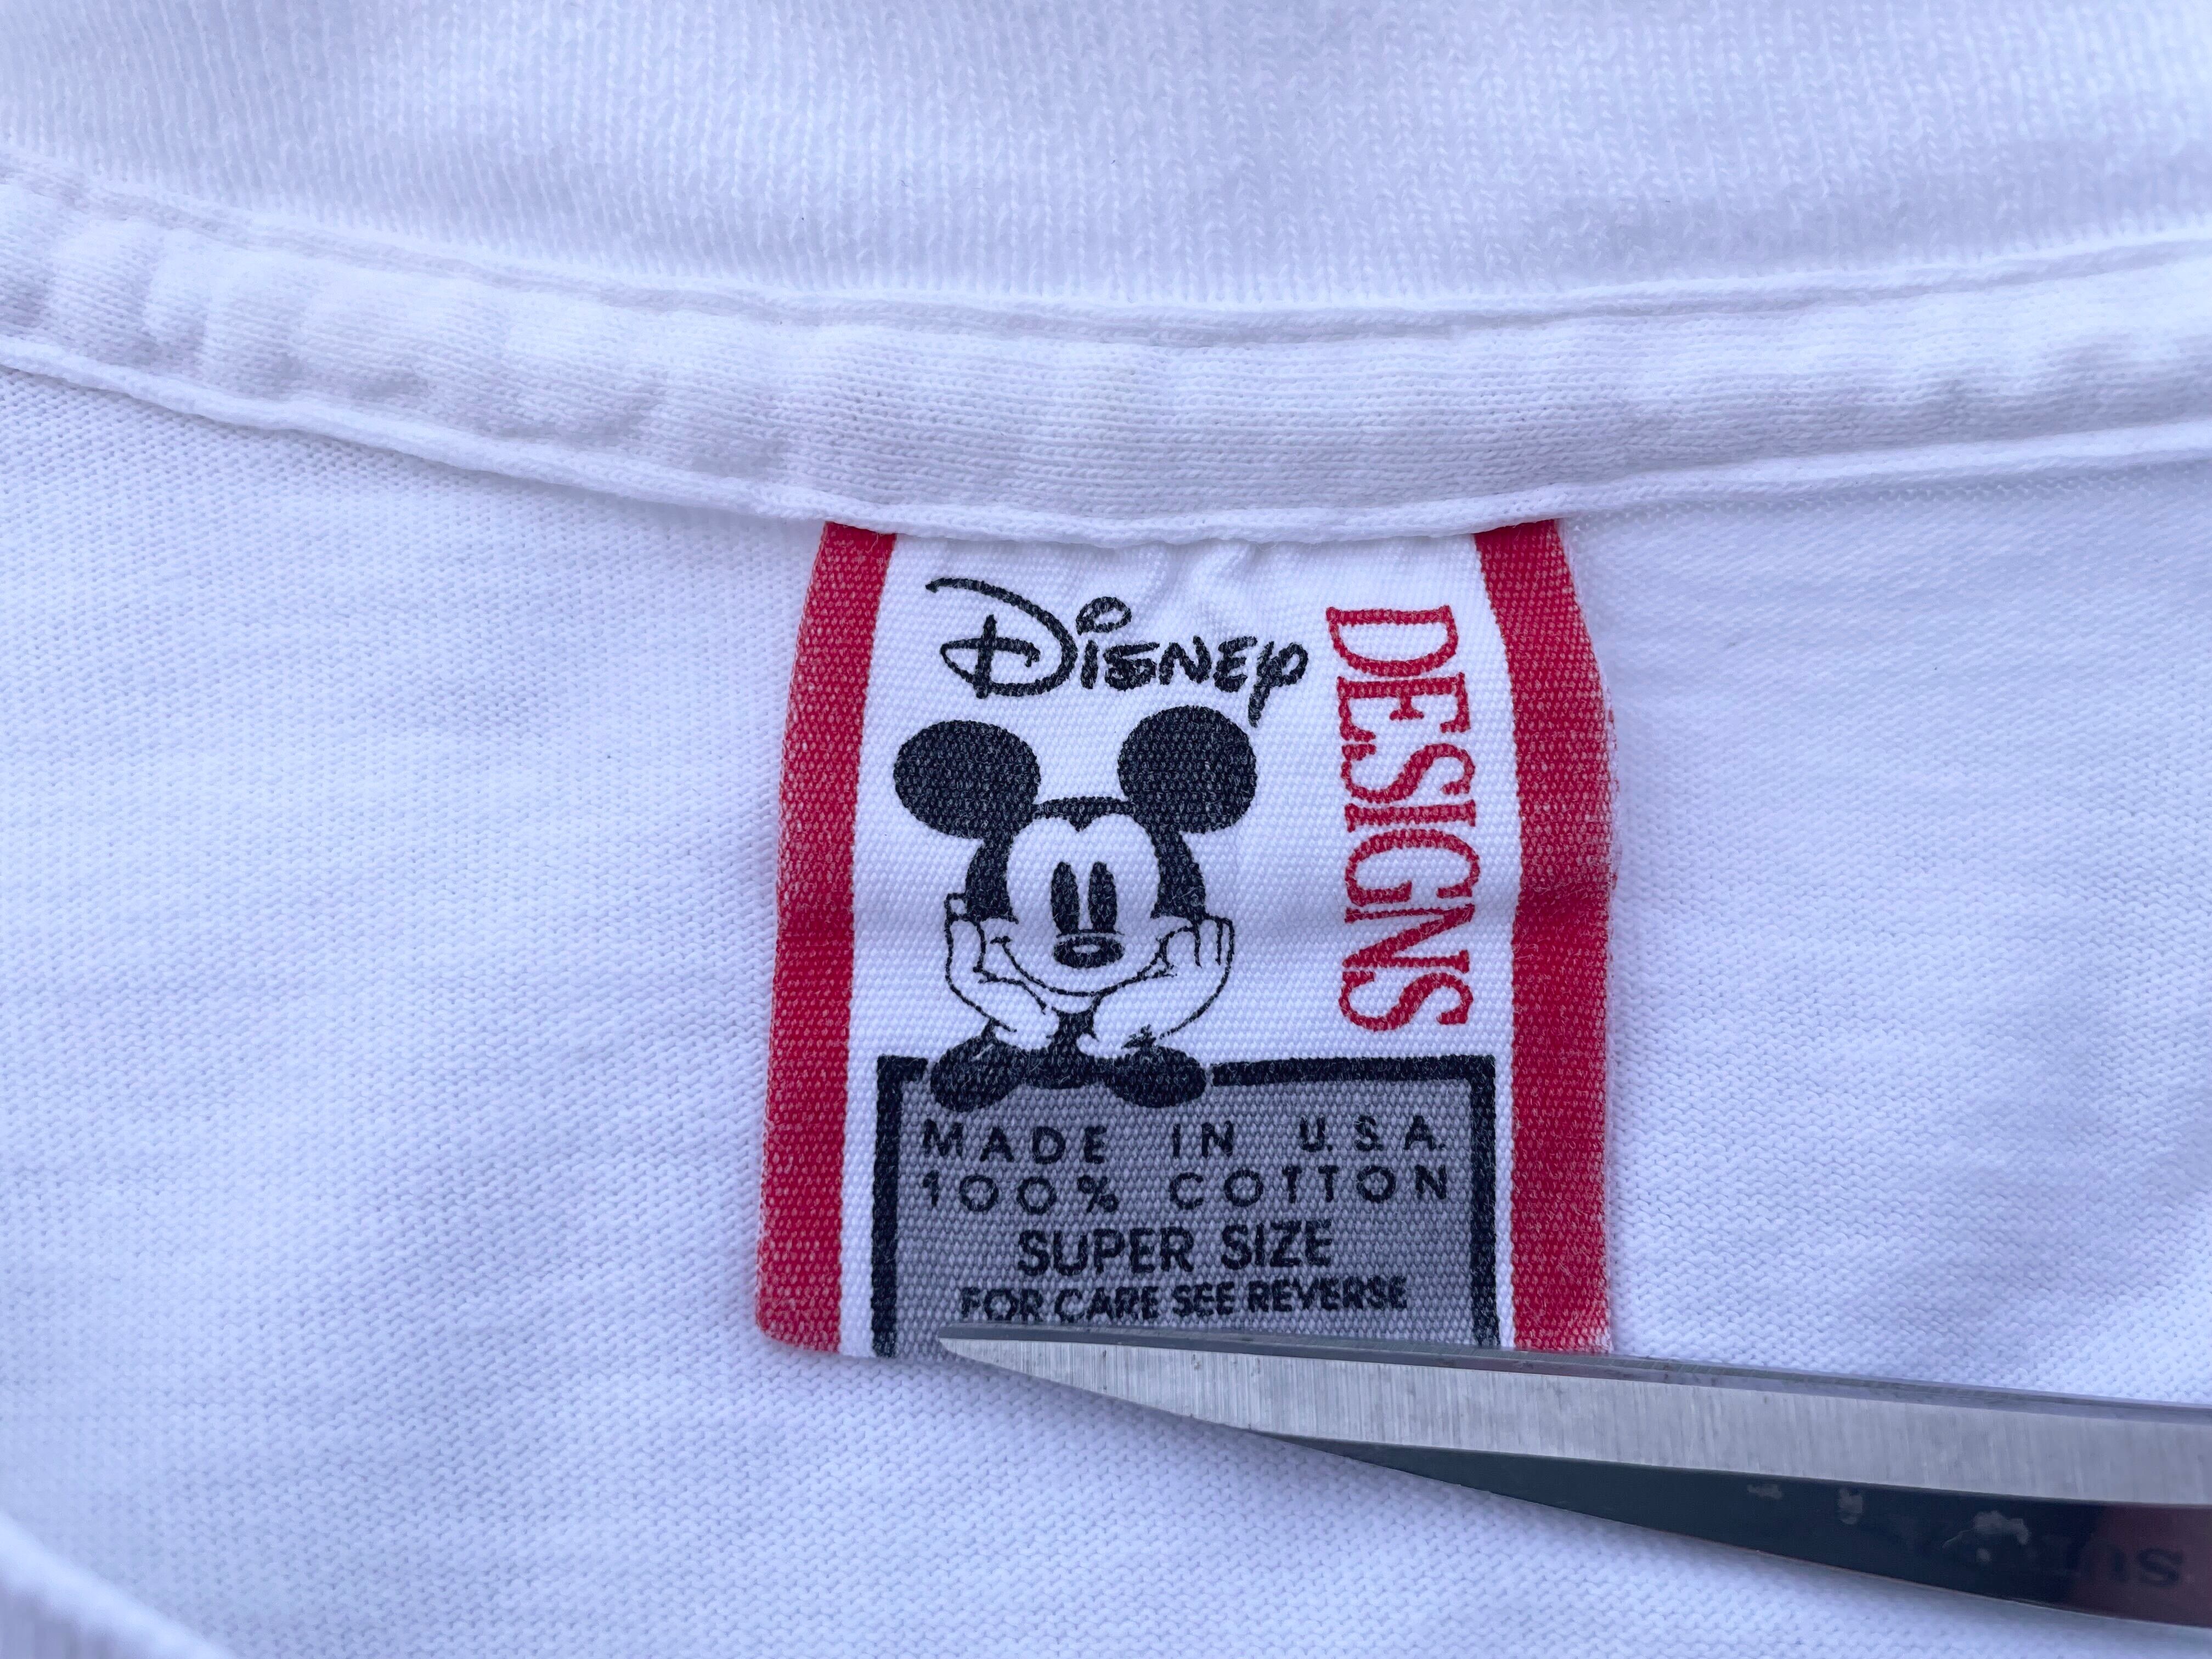 Disney
DESIGNS
MADE IN U.S.A.
100% COTTON
SUPER SIZE
FOR CARE SEE REVERSE